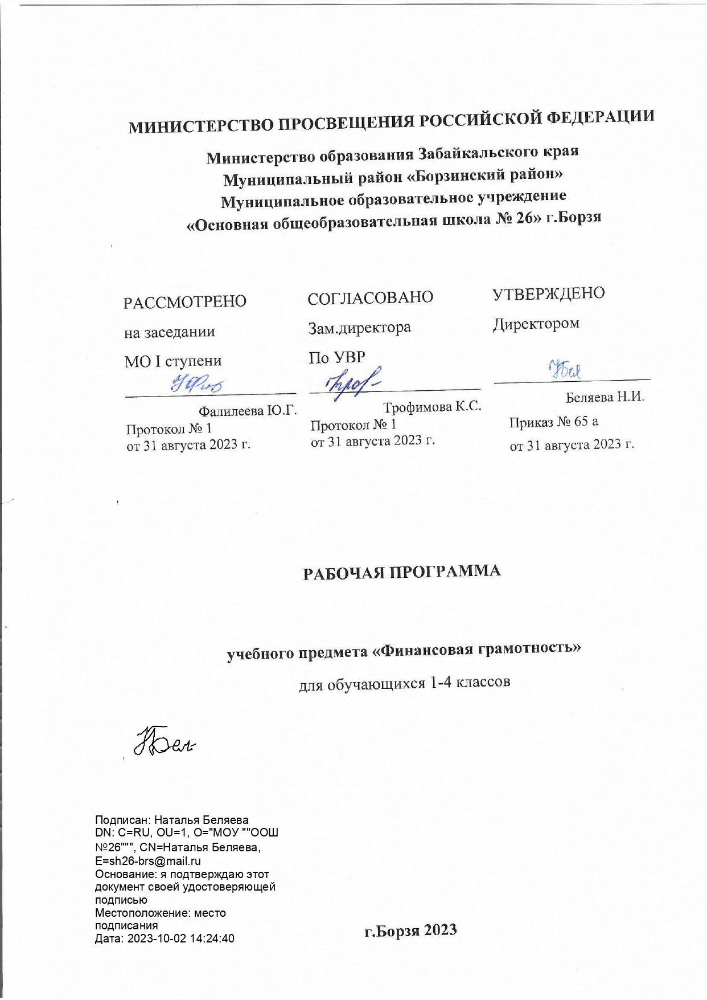 МИНИСТЕРСТВО ПРОСВЕЩЕНИЯ РОССИЙСКОЙ ФЕДЕРАЦИИ
Министерство образования Забайкальского края
Муниципальный район «Борзинский район»
Муниципальное образовательное учреждение
«Основная общеобразовательная школа № 26» г.Борзя
РАССМОТРЕНО
на заседании
МО I ступени
Фалилеева Ю.Г.
Протокол № 1
от 31 августа 2023 г.
СОГЛАСОВАНО
Зам.директора
По УВР
Трофимова К.С.
Протокол № 1
от 31 августа 2023 г.
УТВЕРЖДЕНО
Директором
Беляева Н.И.
Приказ № 65 а
от 31 августа 2023 г.
РАБОЧАЯ ПРОГРАММА
учебного предмета «Финансовая грамотность»
для обучающихся 1-4 классов
Подписан: Наталья Беляева
DN: C=RU, OU=1, O="МОУ ""ООШ
№26""", CN=Наталья Беляева,
E=sh26-brs@mail.ru
Основание: я подтверждаю этот
документ своей удостоверяющей
подписью
Местоположение: место
подписания
Дата: 2023-10-02 14:24:40
г.Борзя 2023